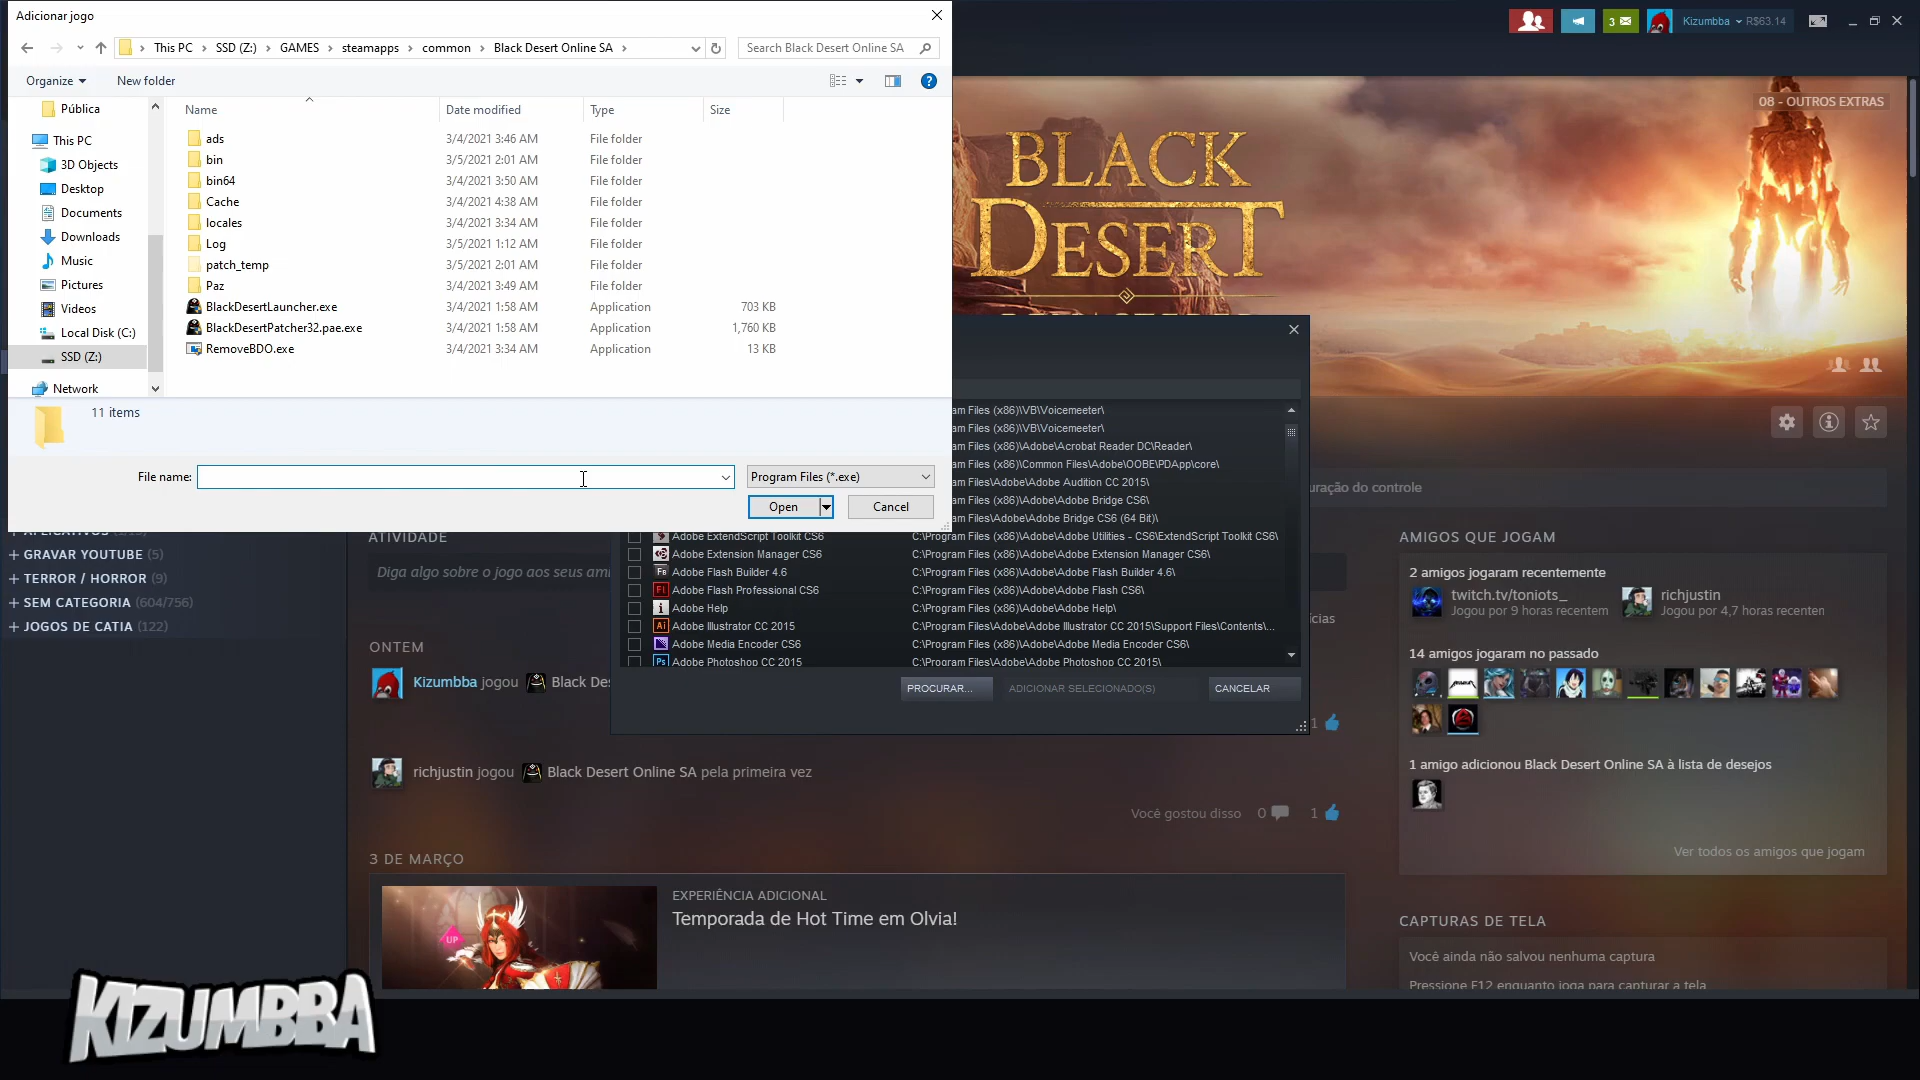 Adicionar jogo
This PC > SSD (Z:) > GAMES > steamapps > common > Black Desert Online SA >
Search Black Desert Online SA
Organize
New folder
Pública
This PC
3D Objects
Desktop
Documents
Downloads
Music
Pictures
Videos
Local Disk (C:)
SSD (Z:)
Network
Name Date modified Type Size
ads 3/4/2021 3:46 AM File folder
bin 3/5/2021 2:01 AM File folder
bin64 3/4/2021 3:50 AM File folder
Cache 3/4/2021 4:38 AM File folder
locales 3/4/2021 3:34 AM File folder
Log 3/5/2021 1:12 AM File folder
patch_temp 3/5/2021 2:01 AM File folder
Paz 3/4/2021 3:49 AM File folder
BlackDesertLauncher.exe 3/4/2021 1:58 AM Application 703 KB
BlackDesertPatcher32.pae.exe 3/4/2021 1:58 AM Application 1,760 KB
RemoveBDO.exe 3/4/2021 3:34 AM Application 13 KB
11 items
File name:
Program Files (*.exe)
Open
Cancel
3
Kizumbba R$63.14
08 - OUTROS EXTRAS
BLACK
DESERT
am Files (x86)\VB\Voicemeeter\
am Files (x86)\VB\Voicemeeter\
am Files (x86)\Adobe\Acrobat Reader DC\Reader\
am Files (x86)\Common Files\Adobe\OOBE\PDApp\core\
am Files\Adobe\Adobe Audition CC 2015\
am Files (x86)\Adobe\Adobe Bridge CS6\
am Files\Adobe\Adobe Bridge CS6 (64 Bit)\
Adobe ExtendScript Toolkit CS6 C:\Program Files (x86)\Adobe\Adobe Utilities - CS6\ExtendScript Toolkit CS6\
Adobe Extension Manager CS6 C:\Program Files (x86)\Adobe\Adobe Extension Manager CS6\
Fb Adobe Flash Builder 4.6 C:\Program Files (x86)\Adobe\Adobe Flash Builder 4.6\
Fl Adobe Flash Professional CS6 C:\Program Files (x86)\Adobe\Adobe Flash CS6\
i Adobe Help C:\Program Files (x86)\Adobe\Adobe Help\
Ai Adobe Illustrator CC 2015 C:\Program Files\Adobe\Adobe Illustrator CC 2015\Support Files\Contents\...
Adobe Media Encoder CS6 C:\Program Files (x86)\Adobe\Adobe Media Encoder CS6\
Ps Adobe Photoshop CC 2015 C:\Program Files\Adobe\Adobe Photoshop CC 2015\
PROCURAR...
ADICIONAR SELECIONADO(S)
CANCELAR
+ GRAVAR YOUTUBE (5)
+ TERROR / HORROR (9)
+ SEM CATEGORIA (604/756)
+ JOGOS DE CATIA (122)
ATIVIDADE
Diga algo sobre o jogo aos seus ami
ONTEM
Kizumbba jogou Black Des
1
richjustin jogou Black Desert Online SA pela primeira vez
Você gostou disso 0 1
3 DE MARÇO
UP
EXPERIÊNCIA ADICIONAL
Temporada de Hot Time em Olvia!
uração do controle
ícias
AMIGOS QUE JOGAM
2 amigos jogaram recentemente
twitch.tv/toniots_
Jogou por 9 horas recentem
richjustin
Jogou por 4,7 horas recenten
14 amigos jogaram no passado
1 amigo adicionou Black Desert Online SA à lista de desejos
Ver todos os amigos que jogam
CAPTURAS DE TELA
Você ainda não salvou nenhuma captura
Pressione F12 enquanto joga para capturar a tela
KIZUMBBA